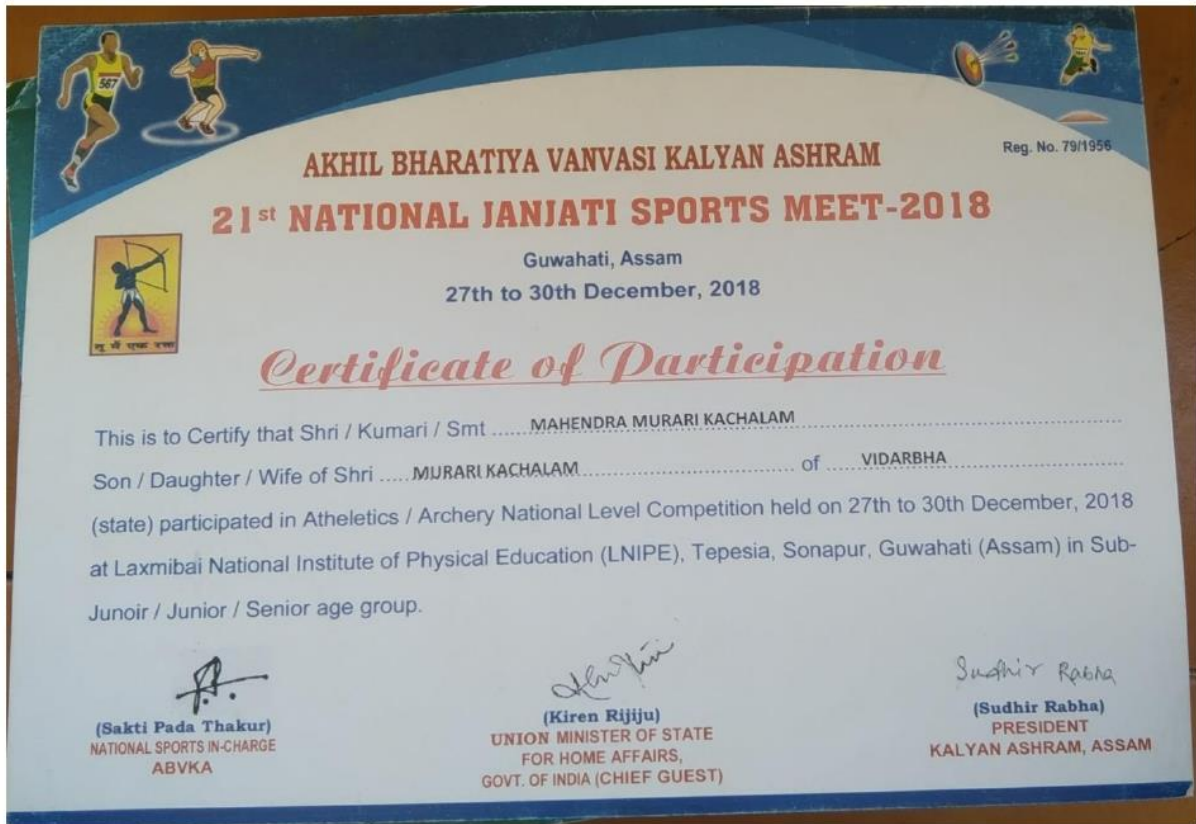 567
AKHIL BHARATIYA VANVASI KALYAN ASHRAM
Reg. No. 79/1956
21st NATIONAL JANJATI SPORTS MEET-2018
Guwahati, Assam
27th to 30th December, 2018
तू मैं एक रक्त
Certificate of Participation
This is to Certify that Shri / Kumari / Smt ...... MAHENDRA MURARI KACHALAM
Son / Daughter / Wife of Shri ..... MURARI KACHALAM ..... of ..... VIDARBHA
(state) participated in Atheletics / Archery National Level Competition held on 27th to 30th December, 2018
at Laxmibai National Institute of Physical Education (LNIPE), Tepesia, Sonapur, Guwahati (Assam) in Sub-
Junoir / Junior / Senior age group.
Sudhir Rabha
(Sakti Pada Thakur)
NATIONAL SPORTS IN-CHARGE
ABVKA
(Kiren Rijiju)
UNION MINISTER OF STATE
FOR HOME AFFAIRS,
GOVT. OF INDIA (CHIEF GUEST)
(Sudhir Rabha)
PRESIDENT
KALYAN ASHRAM, ASSAM